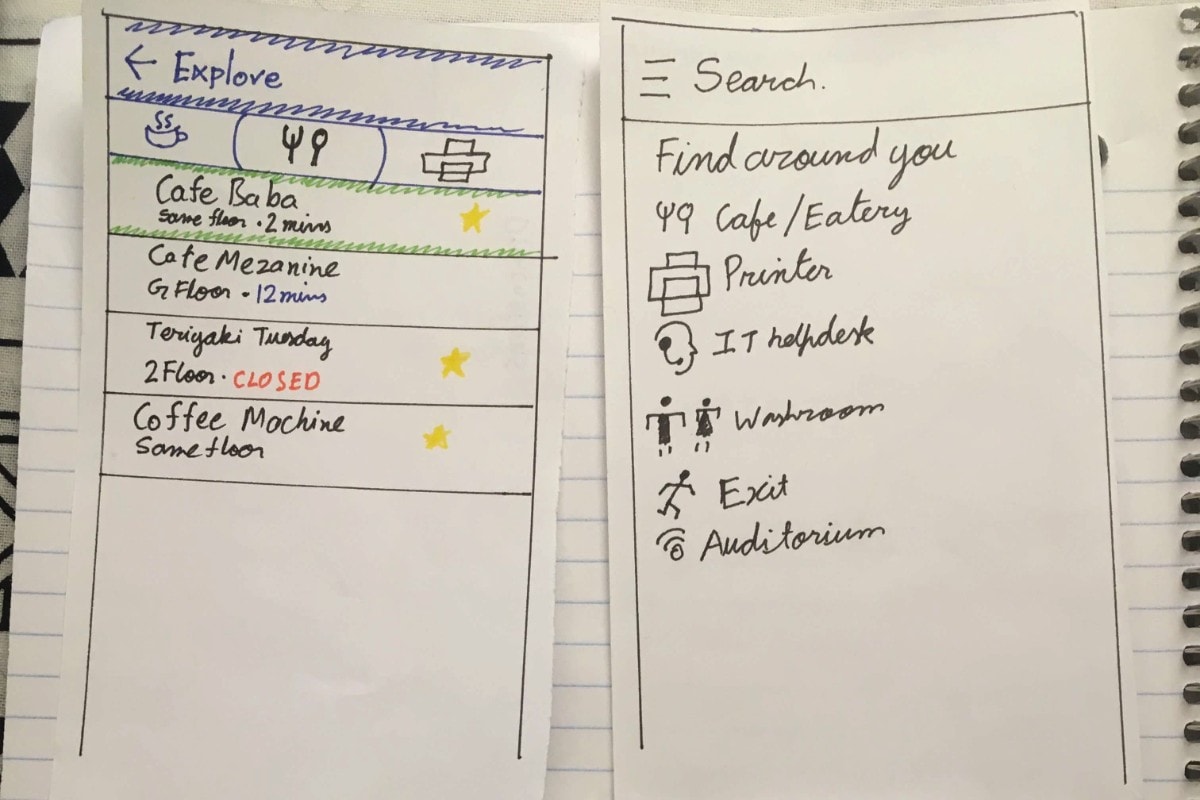 Explore
Cafe Baba
Same floor · 2 mins
Cafe Mezanine
G Floor · 12 mins
Teriyaki Tuesday
2 Floor · CLOSED
Coffee Machine
Same floor
Search.
Find around you
Cafe/Eatery
Printer
IT helpdesk
Washroom
Exit
Auditorium